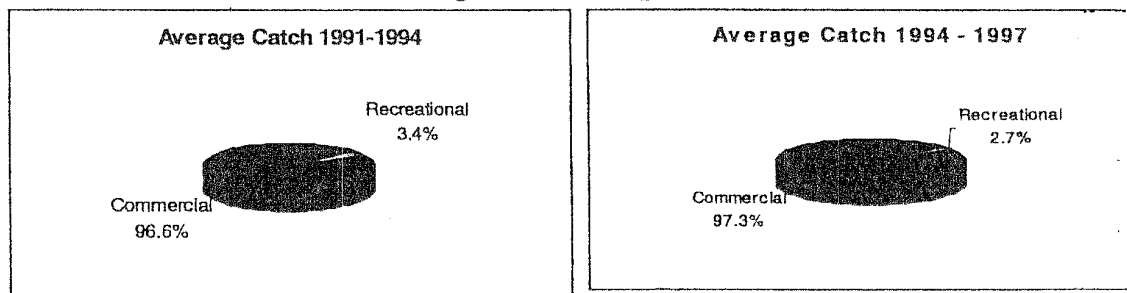 Average Catch 1991-1994
Recreational
3.4%
Commercial
96.6%
Average Catch 1994 - 1997
Recreational
2.7%
Commercial
97.3%